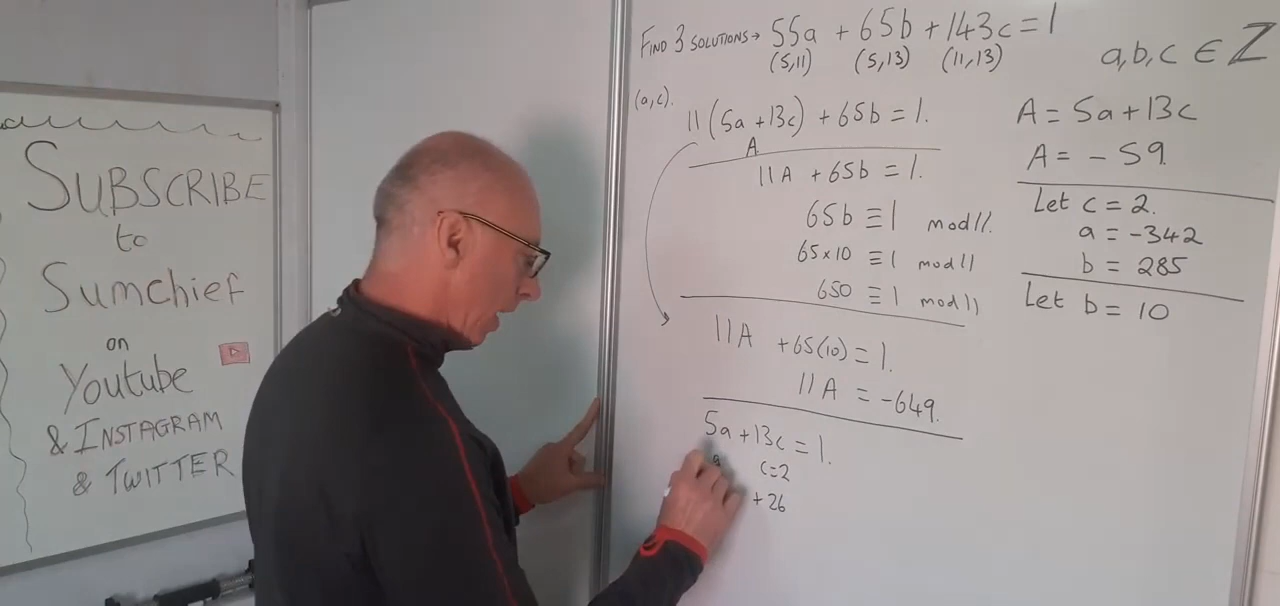 SUBSCRIBE
to
Sumchief
on
Youtube
& INSTAGRAM
& TWITTER
FIND 3 SOLUTIONS → 55a + 65b + 143c = 1
(5,11) (5,13) (11,13)
a, b, c ∈ Z
(a,c).
11(5a + 13c) + 65b = 1.
A
11A + 65b = 1.
65b ≡ 1 mod 11.
65×10 ≡ 1 mod 11
650 ≡ 1 mod 11
11A + 65(10) = 1.
11A = -649.
5a + 13c = 1.
c=2
+26
A = 5a + 13c
A = - 59.
Let c = 2.
a = -342
b = 285
Let b = 10